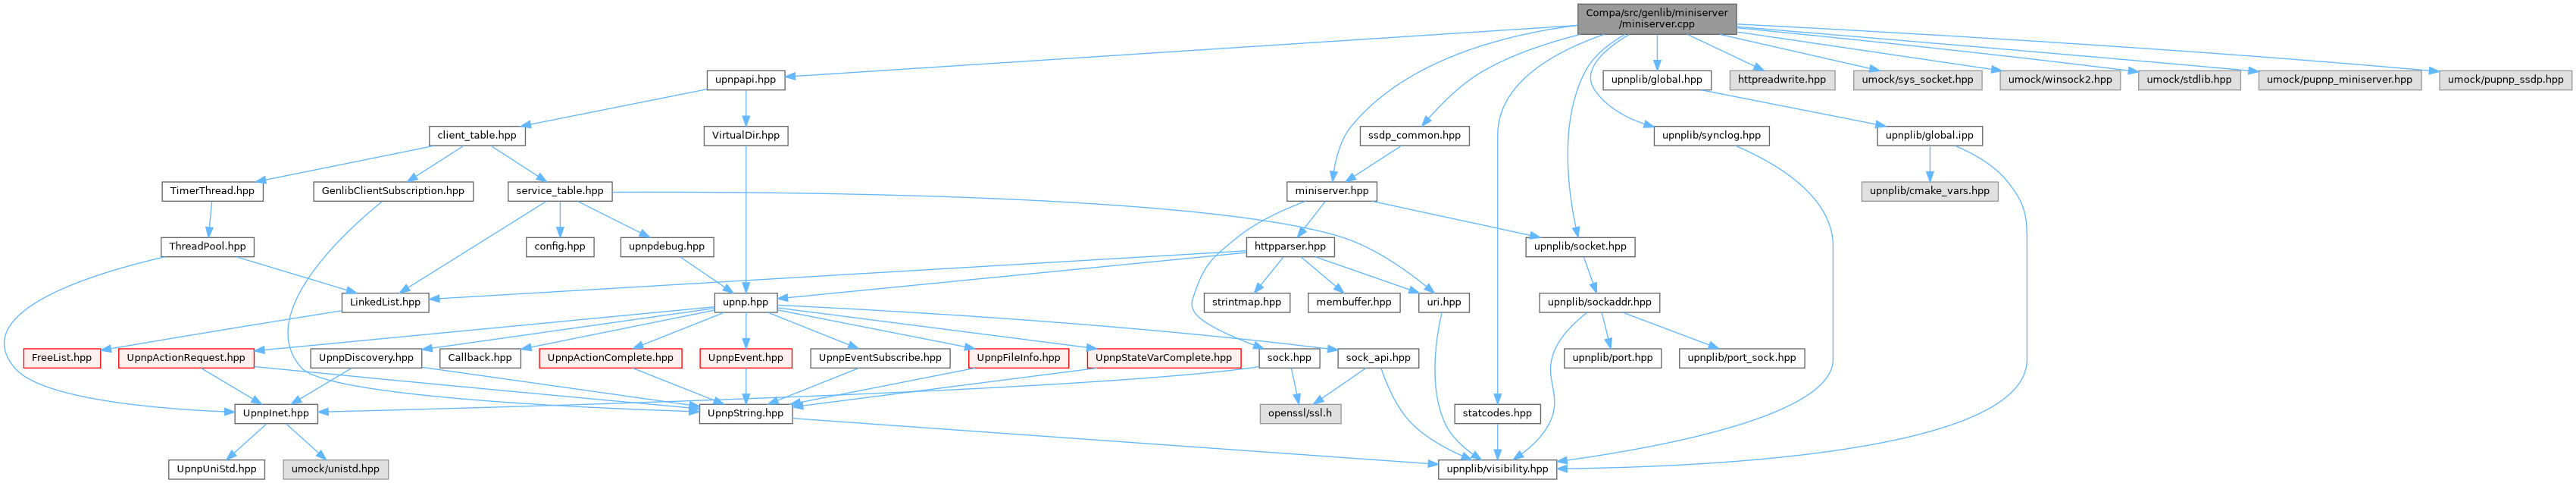 Compa/src/genlib/miniserver
/miniserver.cpp
upnpapi.hpp
upnplib/global.hpp
httpreadwrite.hpp
umock/sys_socket.hpp
umock/winsock2.hpp
umock/stdlib.hpp
umock/pupnp_miniserver.hpp
umock/pupnp_ssdp.hpp
client_table.hpp
VirtualDir.hpp
ssdp_common.hpp
upnplib/synclog.hpp
upnplib/global.ipp
TimerThread.hpp
GenlibClientSubscription.hpp
service_table.hpp
miniserver.hpp
upnplib/cmake_vars.hpp
ThreadPool.hpp
config.hpp
upnpdebug.hpp
httpparser.hpp
upnplib/socket.hpp
LinkedList.hpp
upnp.hpp
strintmap.hpp
membuffer.hpp
uri.hpp
upnplib/sockaddr.hpp
FreeList.hpp
UpnpActionRequest.hpp
UpnpDiscovery.hpp
Callback.hpp
UpnpActionComplete.hpp
UpnpEvent.hpp
UpnpEventSubscribe.hpp
UpnpFileInfo.hpp
UpnpStateVarComplete.hpp
sock.hpp
sock_api.hpp
upnplib/port.hpp
upnplib/port_sock.hpp
UpnpInet.hpp
UpnpString.hpp
openssl/ssl.h
statcodes.hpp
UpnpUniStd.hpp
umock/unistd.hpp
upnplib/visibility.hpp